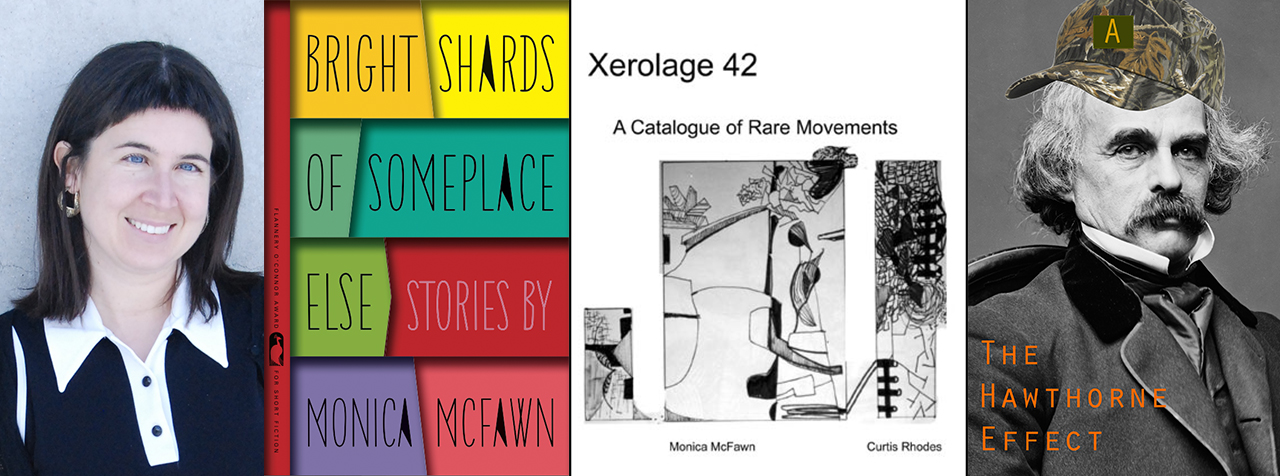 FLANNERY O'CONNOR AWARD FOR SHORT FICTION
BRIGHT SHARDS
OF SOMEPLACE
ELSE STORIES BY
MONICA MCFAWN
Xerolage 42
A Catalogue of Rare Movements
Monica McFawn Curtis Rhodes
A
THE
HAWTHORNE
EFFECT